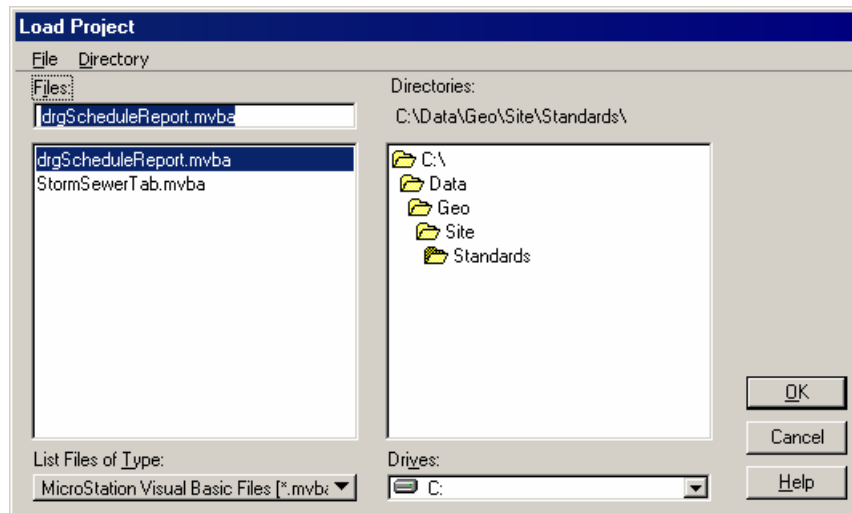 Load Project
File Directory
Files:
drgScheduleReport.mvba
drgScheduleReport.mvba
StormSewerTab.mvba
List Files of Type:
MicroStation Visual Basic Files [*.mvba
Directories:
C:\Data\Geo\Site\Standards\
C:\
Data
Geo
Site
Standards
Drives:
C:
OK
Cancel
Help